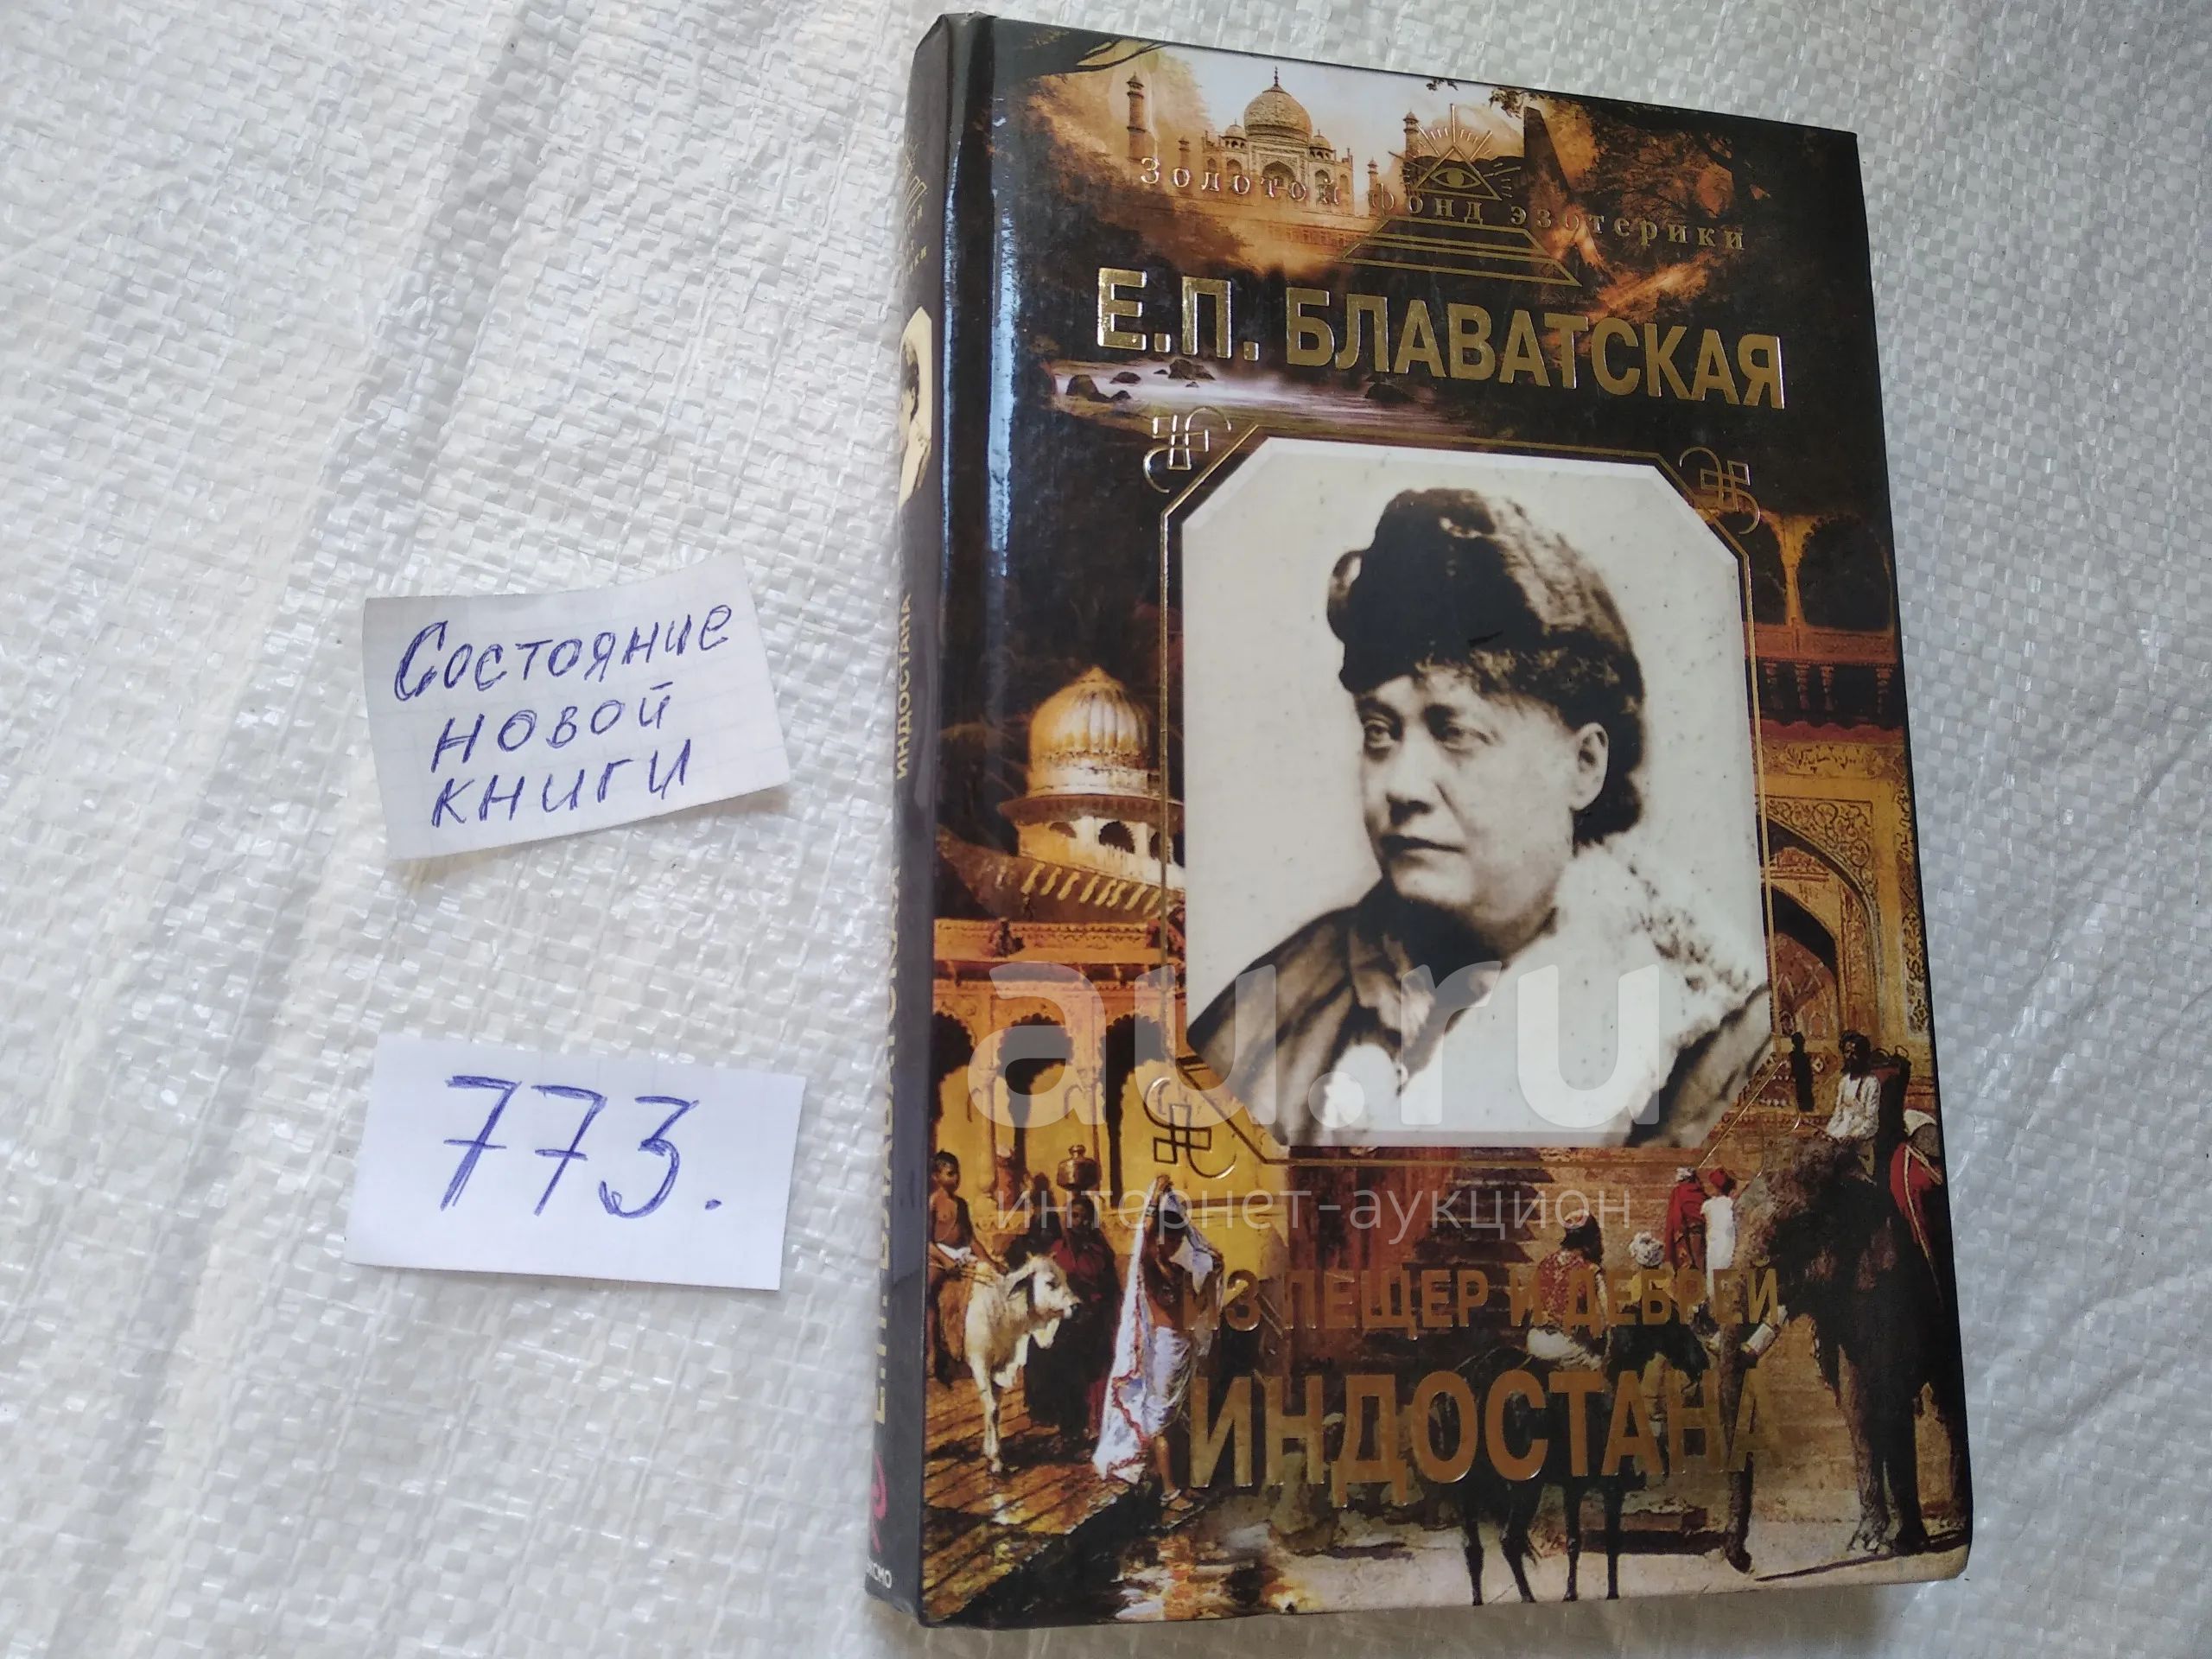 Золотой фонд эзотерики
Е.П. БЛАВАТСКАЯ
Состояние
новой
книги
773.
ИНДОСТАНА
au.ru
интернет-аукцион
ИЗ ПЕЩЕР И ДЕБРЕЙ
ИНДОСТАНА
Е.П. БЛАВАТСКАЯ